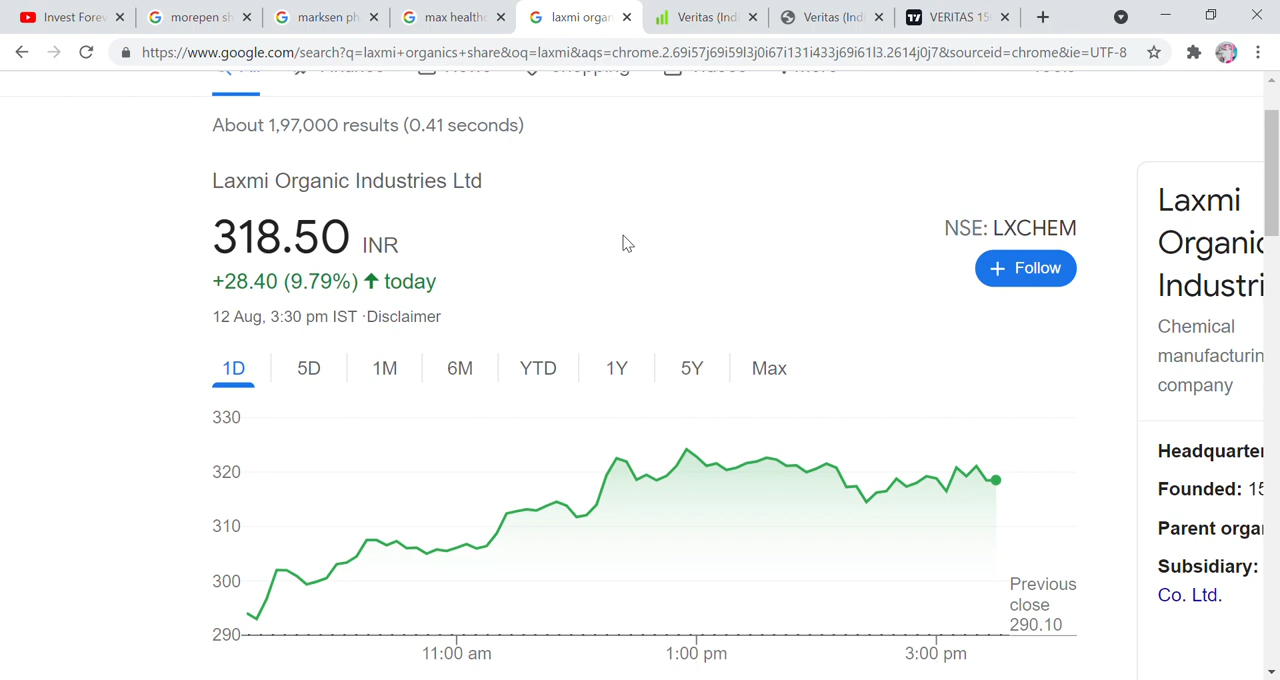 Invest Forev
morepen sh
marksen ph
max healthc
laxmi organ
Veritas (Ind
Veritas (Ind
VERITAS 15
https://www.google.com/search?q=laxmi+organics+share&oq=laxmi&aqs=chrome.2.69i57j69i59l3j0i67i131i433j69i61l3.2614j0j7&sourceid=chrome&ie=UTF-8
About 1,97,000 results (0.41 seconds)
Laxmi Organic Industries Ltd
318.50 INR
+28.40 (9.79%) ↑ today
12 Aug, 3:30 pm IST ·Disclaimer
NSE: LXCHEM
+ Follow
1D 5D 1M 6M YTD 1Y 5Y Max
330
320
310
300
290
Previous
close
290.10
11:00 am 1:00 pm 3:00 pm
Laxmi
Organic
Industri
Chemical
manufacturin
company
Headquarter
Founded: 15
Parent orga
Subsidiary:
Co. Ltd.